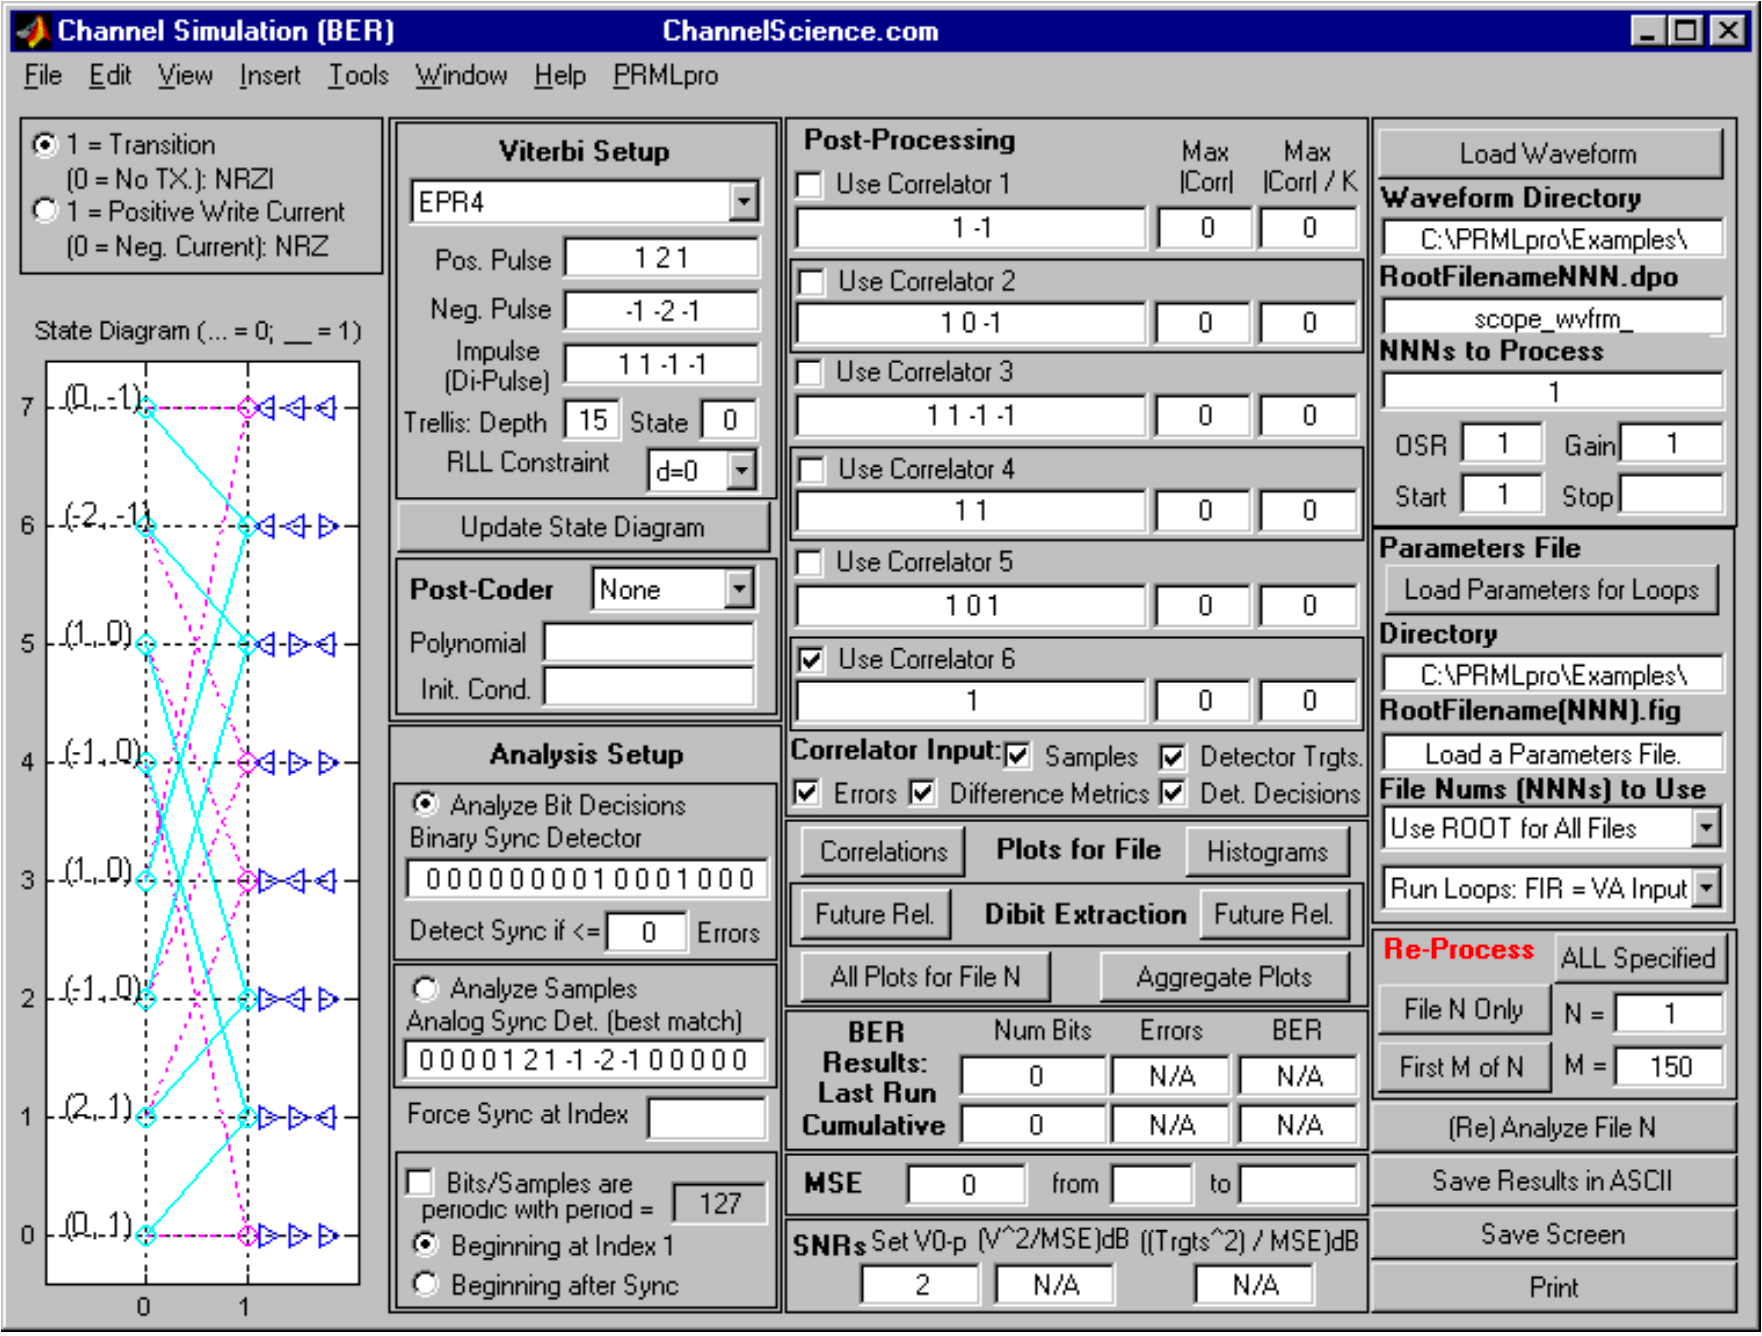 Channel Simulation (BER) ChannelScience.com
File Edit View Insert Tools Window Help PRMLpro
1 = Transition
(0 = No TX.): NRZI
1 = Positive Write Current
(0 = Neg. Current): NRZ
State Diagram (... = 0; __ = 1)
7 (0, -1)
6 (-2, -1)
5 (1, 0)
4 (-1, 0)
3 (1, 0)
2 (-1, 0)
1 (2, 1)
0 (0, 1)
0 1
Viterbi Setup
EPR4
Pos. Pulse 1 2 1
Neg. Pulse -1 -2 -1
Impulse
(Di-Pulse) 1 1 -1 -1
Trellis: Depth 15 State 0
RLL Constraint d=0
Update State Diagram
Post-Coder None
Polynomial
Init. Cond.
Analysis Setup
Analyze Bit Decisions
Binary Sync Detector
0 0 0 0 0 0 0 0 1 0 0 0 1 0 0 0
Detect Sync if <= 0 Errors
Analyze Samples
Analog Sync Det. (best match)
0 0 0 0 1 2 1 -1 -2 -1 0 0 0 0 0
Force Sync at Index
Bits/Samples are
periodic with period = 127
Beginning at Index 1
Beginning after Sync
Post-Processing Max |Corr| Max |Corr| / K
Use Correlator 1
1 -1 0 0
Use Correlator 2
1 0 -1 0 0
Use Correlator 3
1 1 -1 -1 0 0
Use Correlator 4
1 1 0 0
Use Correlator 5
1 0 1 0 0
Use Correlator 6
1 0 0
Correlator Input: Samples Detector Trgts.
Errors Difference Metrics Det. Decisions
Correlations Plots for File Histograms
Future Rel. Dibit Extraction Future Rel.
All Plots for File N Aggregate Plots
BER Num Bits Errors BER
Results:
Last Run 0 N/A N/A
Cumulative 0 N/A N/A
MSE 0 from to
SNRs Set V0-p (V^2/MSE)dB ((Trgts^2) / MSE)dB
2 N/A N/A
Load Waveform
Waveform Directory
C:\PRMLpro\Examples\
RootFilenameNNN.dpo
scope_wvfrm_
NNNs to Process
1
OSR 1 Gain 1
Start 1 Stop
Parameters File
Load Parameters for Loops
Directory
C:\PRMLpro\Examples\
RootFilename(NNN).fig
Load a Parameters File.
File Nums (NNNs) to Use
Use ROOT for All Files
Run Loops: FIR = VA Input
Re-Process ALL Specified
File N Only N = 1
First M of N M = 150
(Re) Analyze File N
Save Results in ASCII
Save Screen
Print